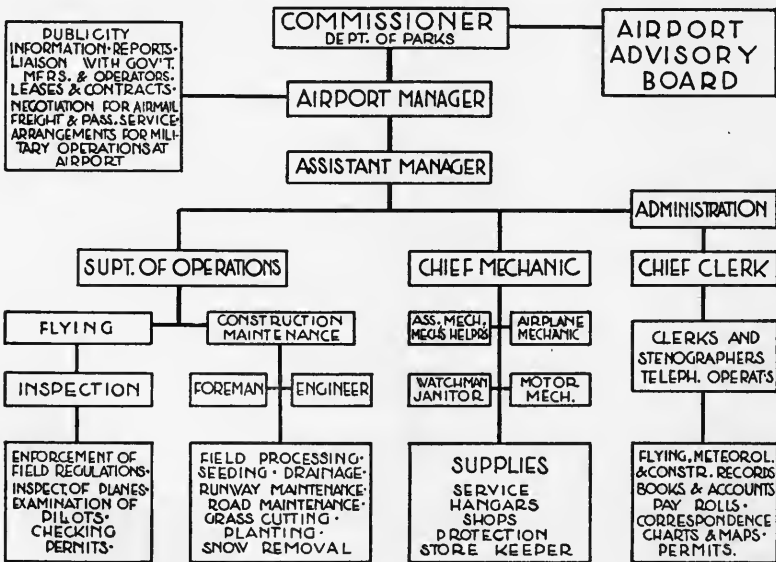 PUBLICITY
INFORMATION·REPORTS·
LIAISON WITH GOV'T.
MFRS. & OPERATORS.
LEASES & CONTRACTS·
NEGOTIATION FOR AIRMAIL
FREIGHT & PASS. SERVICE·
ARRANGEMENTS FOR MILI-
TARY OPERATIONS AT
AIRPORT
COMMISSIONER
DEPT. OF PARKS
AIRPORT
ADVISORY
BOARD
AIRPORT MANAGER
ASSISTANT MANAGER
ADMINISTRATION
SUPT. OF OPERATIONS
CHIEF MECHANIC
CHIEF CLERK
FLYING
CONSTRUCTION
MAINTENANCE
ASS. MECH.
MECH'S HELPRS
AIRPLANE
MECHANIC
CLERKS AND
STENOGRAPHERS
TELEPH. OPERAT·S
INSPECTION
FOREMAN
ENGINEER
WATCHMAN
JANITOR
MOTOR
MECH.
ENFORCEMENT OF
FIELD REGULATIONS·
INSPECT. OF PLANES·
EXAMINATION OF
PILOTS·
CHECKING
PERMITS·
FIELD PROCESSING·
SEEDING · DRAINAGE·
RUNWAY MAINTENANCE·
ROAD MAINTENANCE·
GRASS CUTTING ·
PLANTING ·
SNOW REMOVAL
SUPPLIES
SERVICE
HANGARS
SHOPS
PROTECTION
STORE KEEPER
FLYING, METEOROL.
& CONSTR. RECORDS
BOOKS & ACCOUNTS
PAY ROLLS ·
CORRESPONDENCE
CHARTS & MAPS ·
PERMITS.